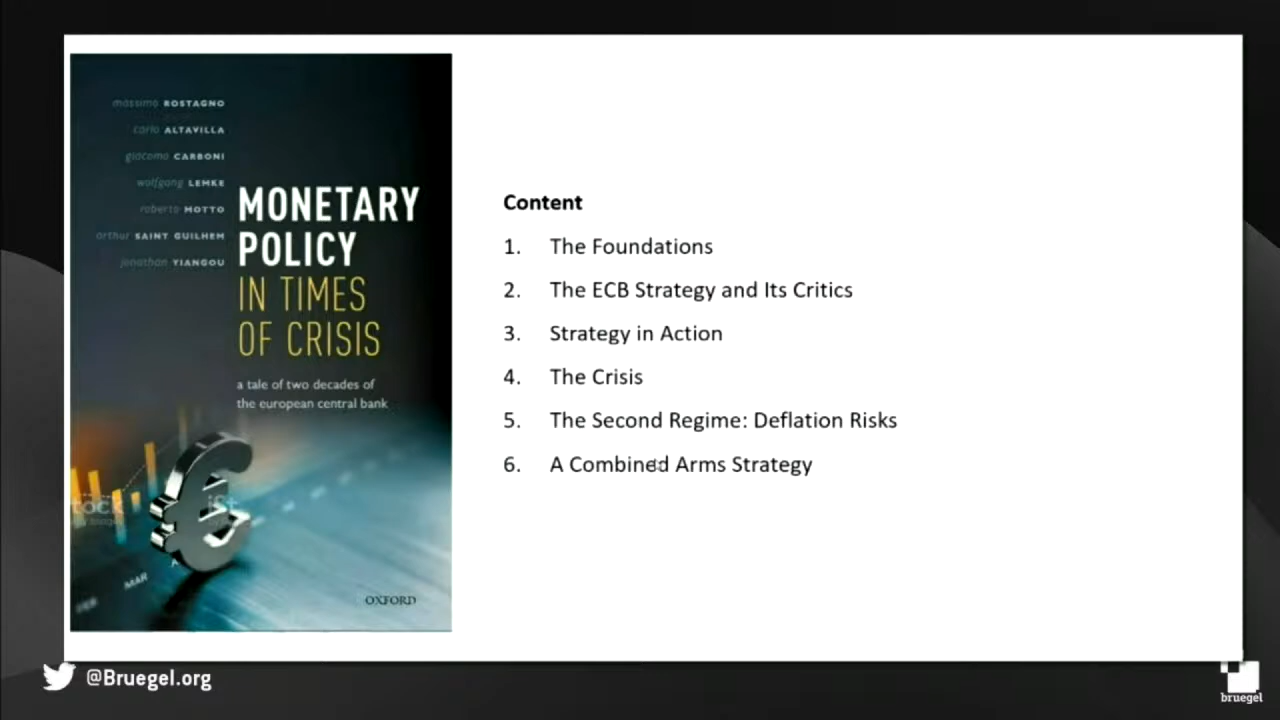 massimo ROSTAGNO
carlo ALTAVILLA
giacomo CARBONI
wolfgang LEMKE
roberto MOTTO
arthur SAINT GUILHEM
jonathan YIANGOU
MONETARY
POLICY
IN TIMES
OF CRISIS
a tale of two decades of
the european central bank
tock
MAR
FEB
OXFORD
Content
1. The Foundations
2. The ECB Strategy and Its Critics
3. Strategy in Action
4. The Crisis
5. The Second Regime: Deflation Risks
6. A Combined Arms Strategy
@Bruegel.org
bruegel